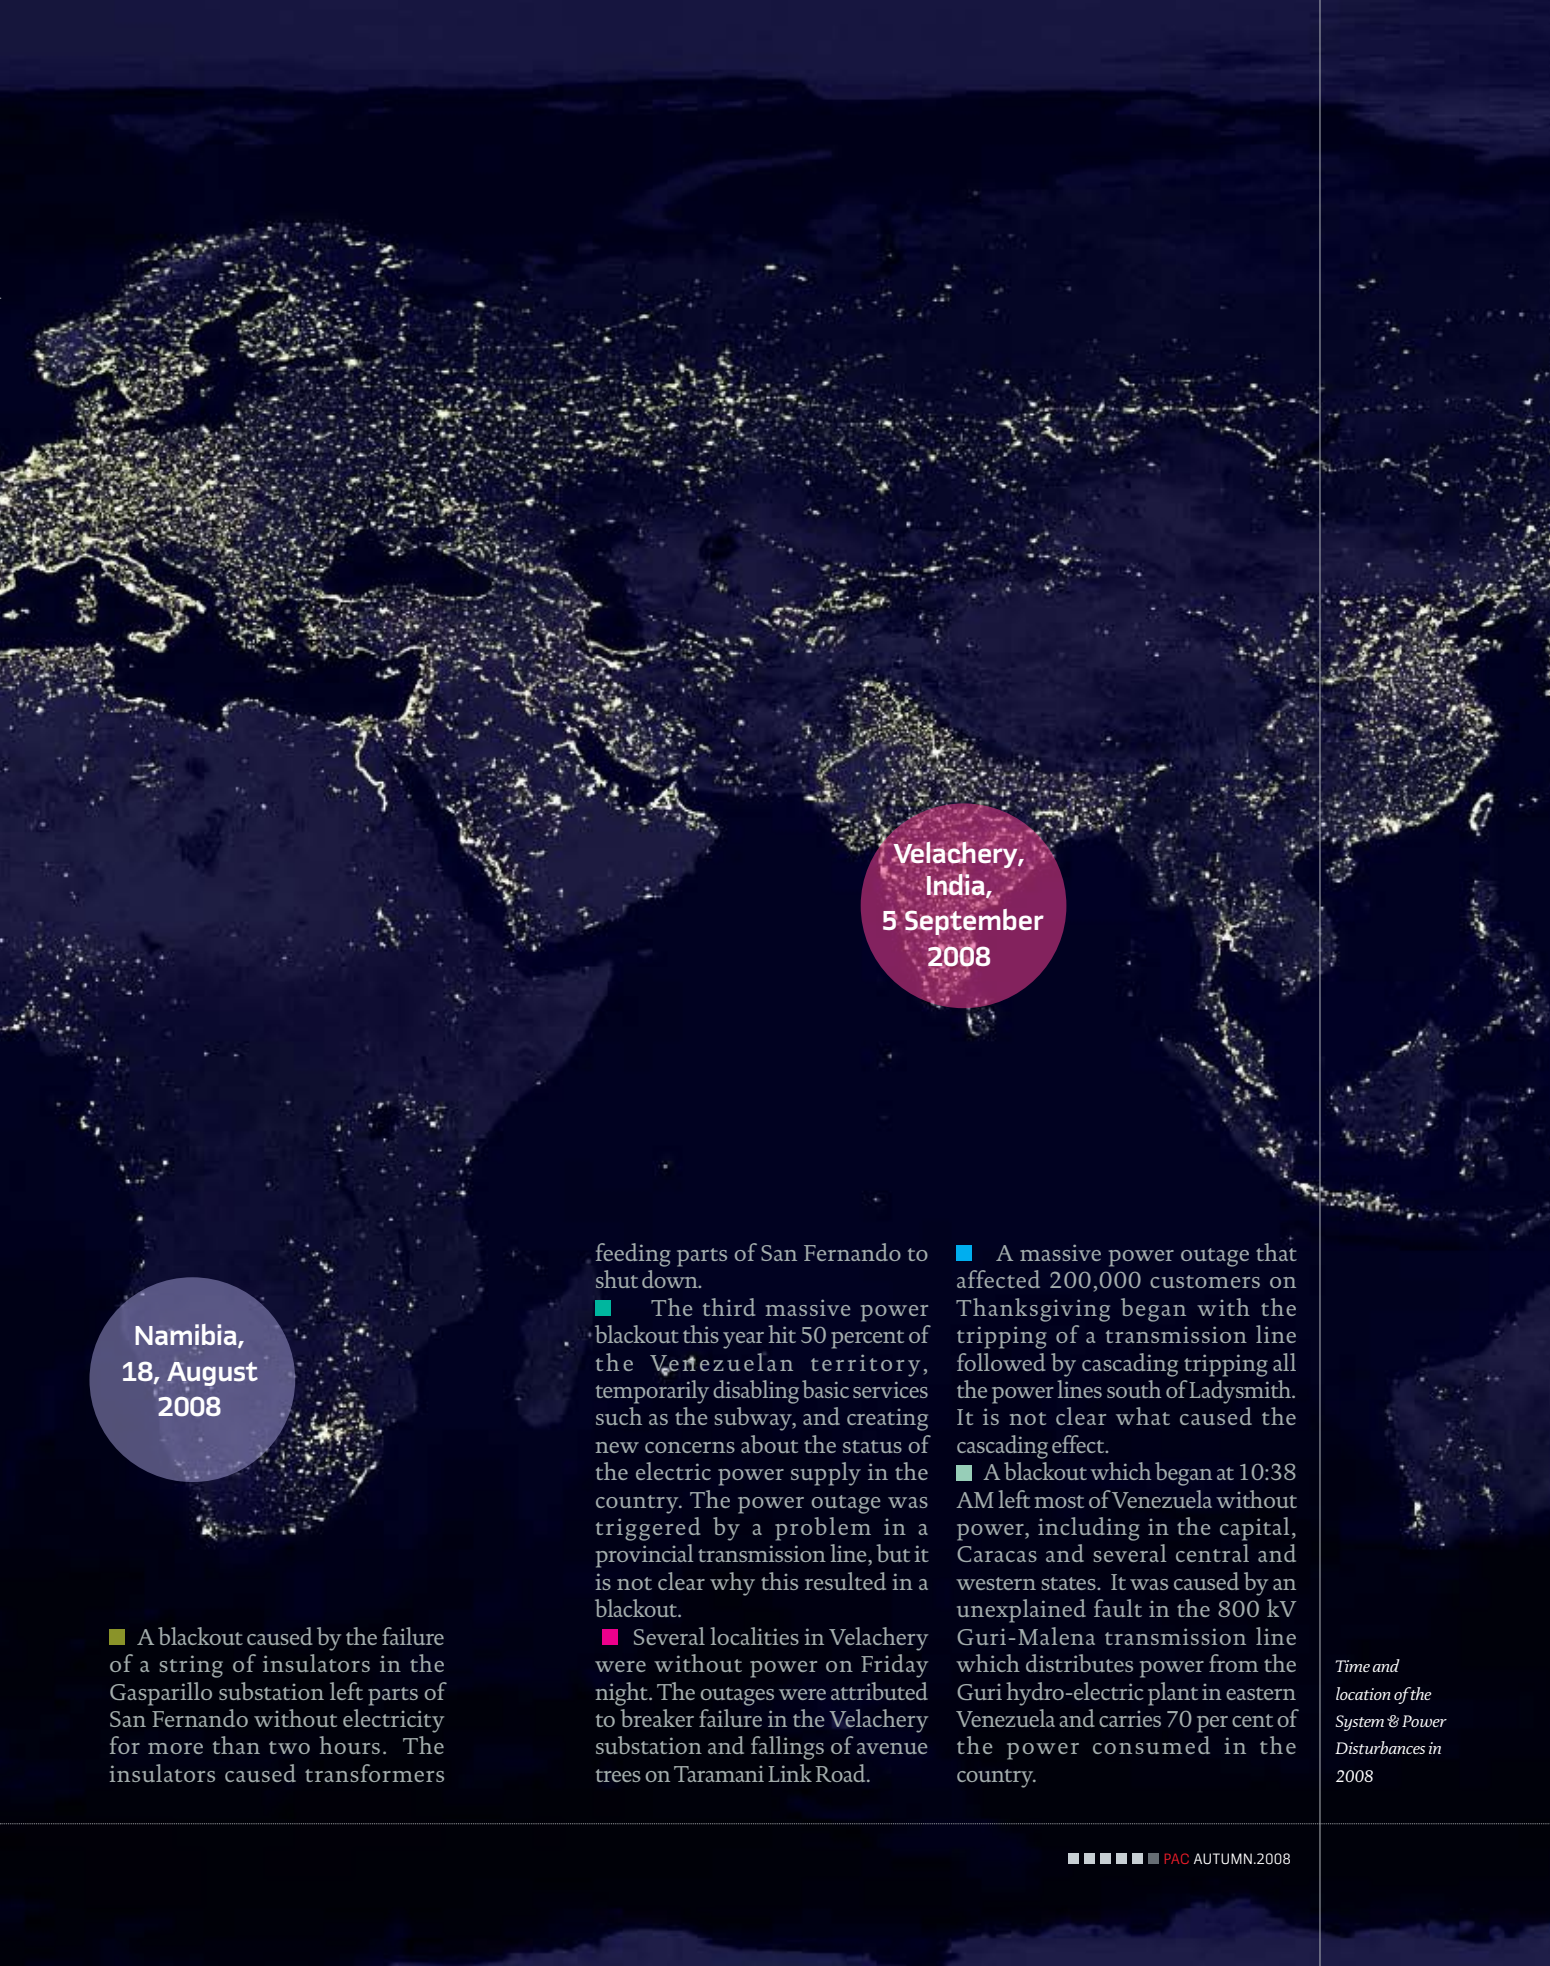 Velachery,
India,
5 September
2008
Namibia,
18, August
2008
A blackout caused by the failure
of a string of insulators in the
Gasparillo substation left parts of
San Fernando without electricity
for more than two hours. The
insulators caused transformers
feeding parts of San Fernando to
shut down.
The third massive power
blackout this year hit 50 percent of
the Venezuelan territory,
temporarily disabling basic services
such as the subway, and creating
new concerns about the status of
the electric power supply in the
country. The power outage was
triggered by a problem in a
provincial transmission line, but it
is not clear why this resulted in a
blackout.
Several localities in Velachery
were without power on Friday
night. The outages were attributed
to breaker failure in the Velachery
substation and fallings of avenue
trees on Taramani Link Road.
A massive power outage that
affected 200,000 customers on
Thanksgiving began with the
tripping of a transmission line
followed by cascading tripping all
the power lines south of Ladysmith.
It is not clear what caused the
cascading effect.
A blackout which began at 10:38
AM left most of Venezuela without
power, including in the capital,
Caracas and several central and
western states. It was caused by an
unexplained fault in the 800 kV
Guri-Malena transmission line
which distributes power from the
Guri hydro-electric plant in eastern
Venezuela and carries 70 per cent of
the power consumed in the
country.
Time and
location of the
System & Power
Disturbances in
2008
PAC AUTUMN.2008